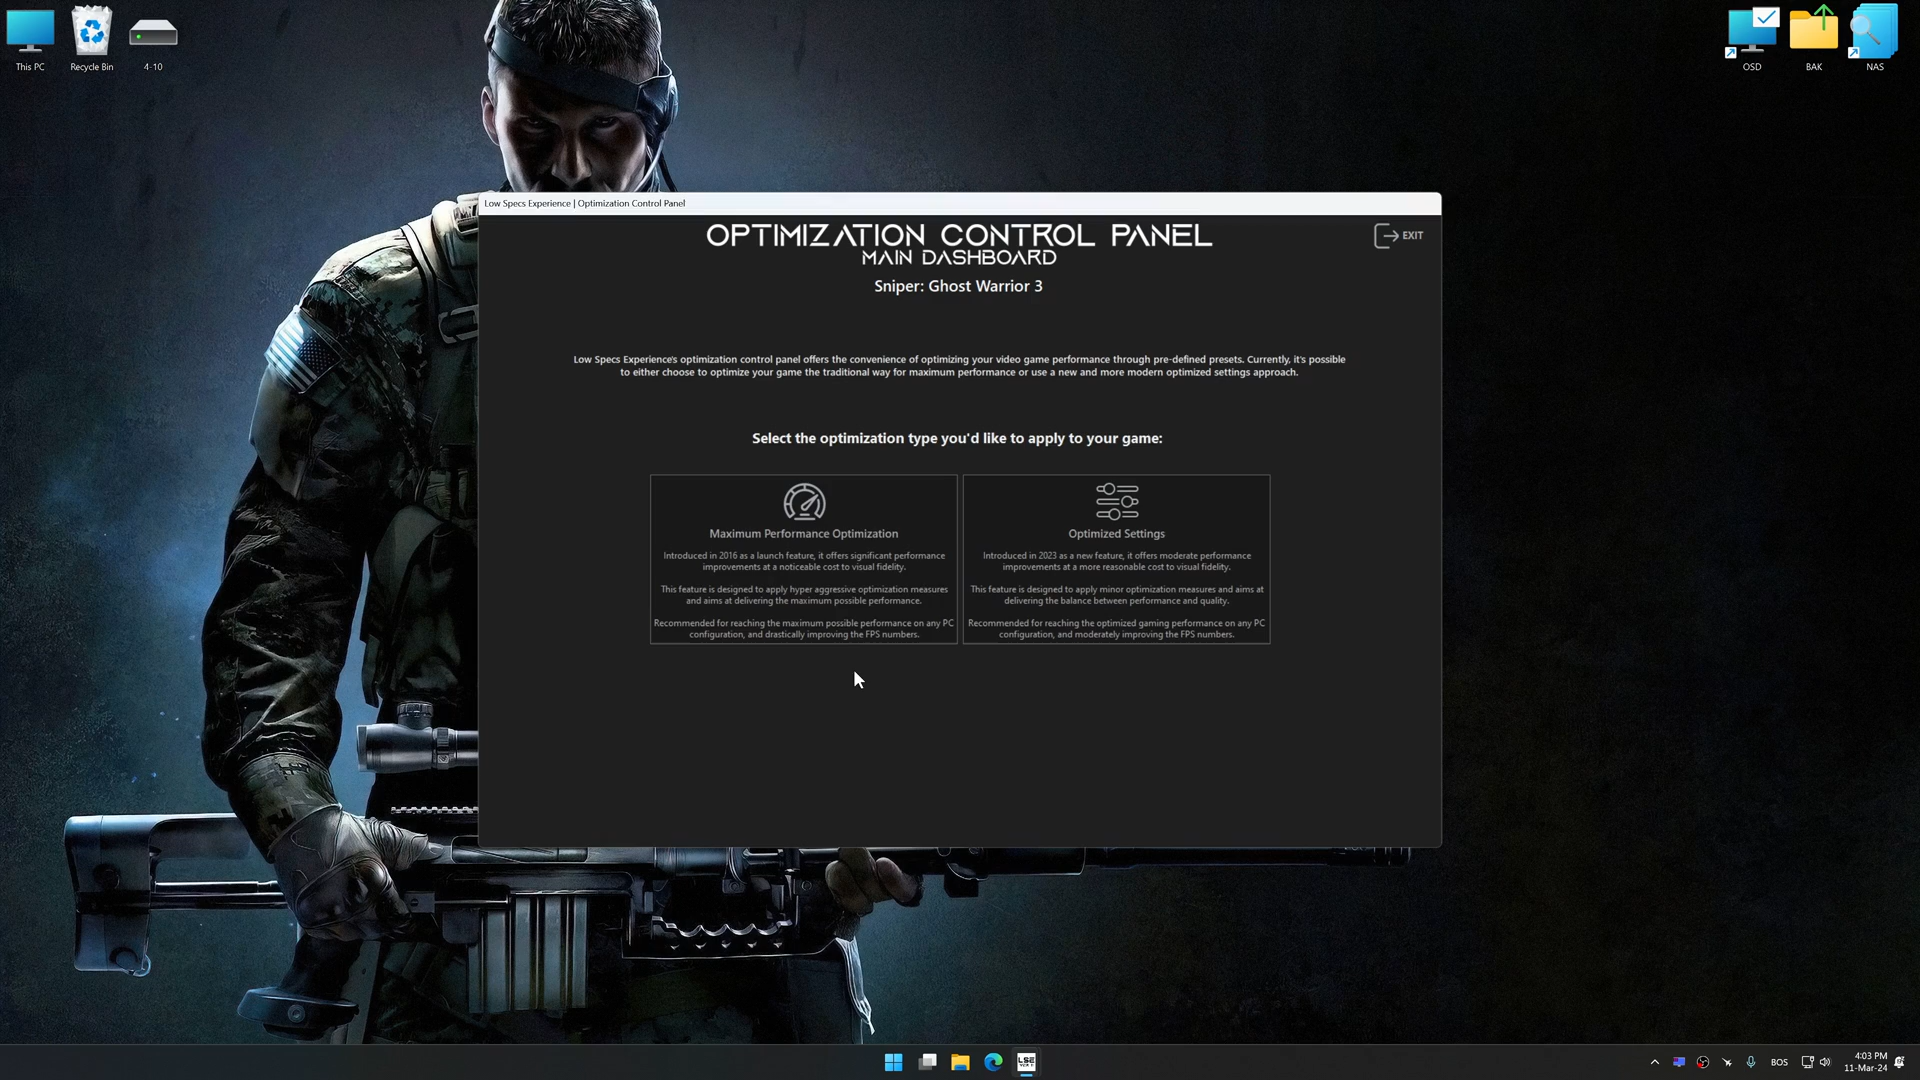 This PC
Recycle Bin
4-10
OSD
BAK
NAS
Low Specs Experience | Optimization Control Panel
OPTIMIZATION CONTROL PANEL
MAIN DASHBOARD
EXIT
Sniper: Ghost Warrior 3
Low Specs Experience's optimization control panel offers the convenience of optimizing your video game performance through pre-defined presets. Currently, it's possible
to either choose to optimize your game the traditional way for maximum performance or use a new and more modern optimized settings approach.
Select the optimization type you'd like to apply to your game:
Maximum Performance Optimization
Introduced in 2016 as a launch feature, it offers significant performance
improvements at a noticeable cost to visual fidelity.
This feature is designed to apply hyper aggressive optimization measures
and aims at delivering the maximum possible performance.
Recommended for reaching the maximum possible performance on any PC
configuration, and drastically improving the FPS numbers.
Optimized Settings
Introduced in 2023 as a new feature, it offers moderate performance
improvements at a more reasonable cost to visual fidelity.
This feature is designed to apply minor optimization measures and aims at
delivering the balance between performance and quality.
Recommended for reaching the optimized gaming performance on any PC
configuration, and moderately improving the FPS numbers.
LSE
BOS
4:03 PM
11-Mar-24